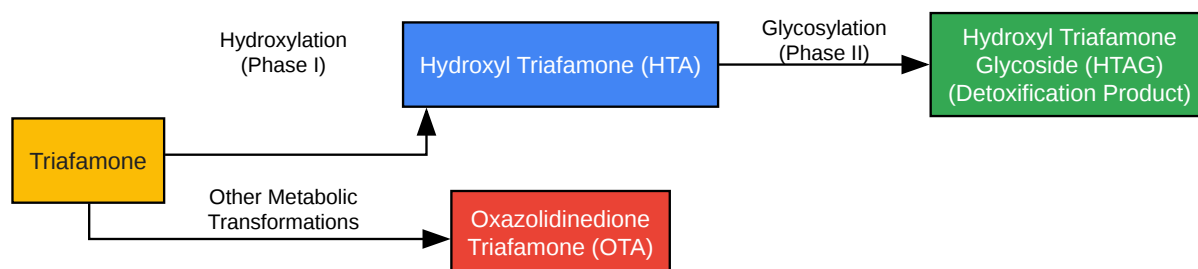 Hydroxylation
(Phase I)
Hydroxyl Triafamone (HTA)
Glycosylation
(Phase II)
Hydroxyl Triafamone
Glycoside (HTAG)
(Detoxification Product)
Triafamone
Other Metabolic
Transformations
Oxazolidinedione
Triafamone (OTA)